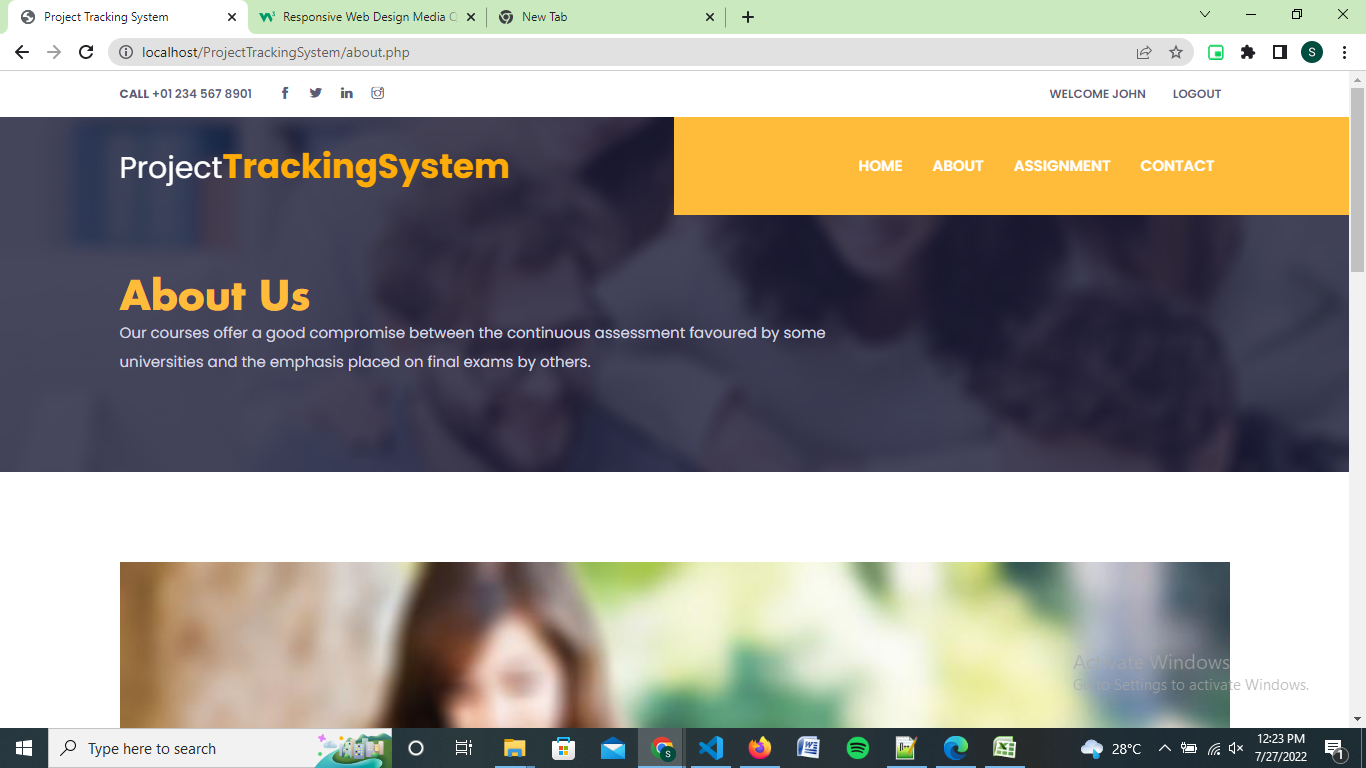 Project Tracking System
Responsive Web Design Media Q
New Tab
localhost/ProjectTrackingSystem/about.php
S
CALL +01 234 567 8901
WELCOME JOHN
LOGOUT
ProjectTrackingSystem
HOME
ABOUT
ASSIGNMENT
CONTACT
About Us
Our courses offer a good compromise between the continuous assessment favoured by some
universities and the emphasis placed on final exams by others.
Activate Windows
Go to Settings to activate Windows.
Type here to search
28°C
12:23 PM
7/27/2022
1